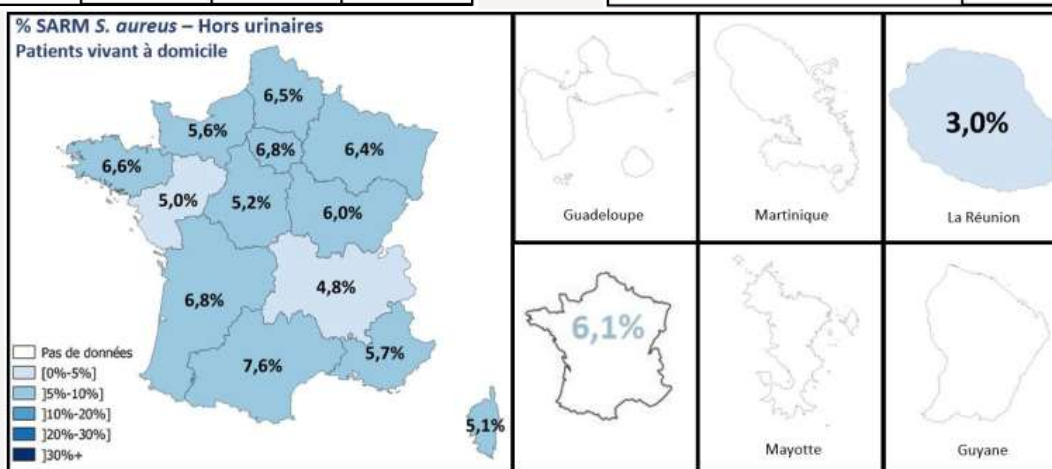 % SARM S. aureus – Hors urinaires
Patients vivant à domicile
6,5%
5,6%
6,8%
6,4%
6,6%
5,0%
5,2%
6,0%
4,8%
6,8%
5,7%
7,6%
5,1%
Pas de données
[0%-5%]
]5%-10%]
]10%-20%]
]20%-30%]
]30%+
Guadeloupe
Martinique
3,0%
La Réunion
6,1%
Mayotte
Guyane